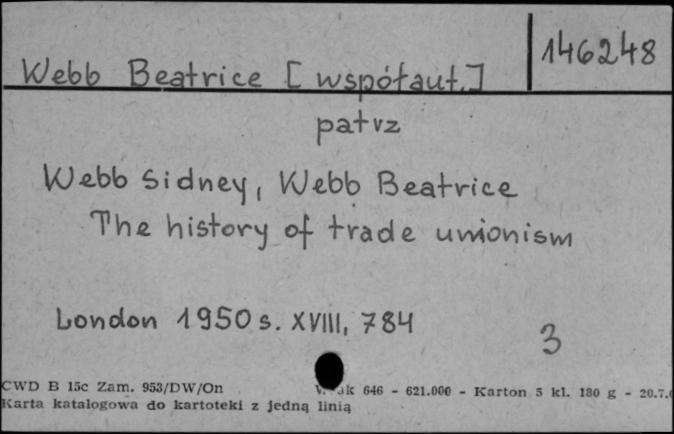 146248
Webb Beatrice [współaut.]
patrz
Webb Sidney, Webb Beatrice
The history of trade unionism
London 1950 s. XVIII, 784
3
CWD B 15c Zam. 953/DW/On 646 - 621.000 - Karton 5 kl. 180 g - 20.7.
Karta katalogowa do kartoteki z jedną linią